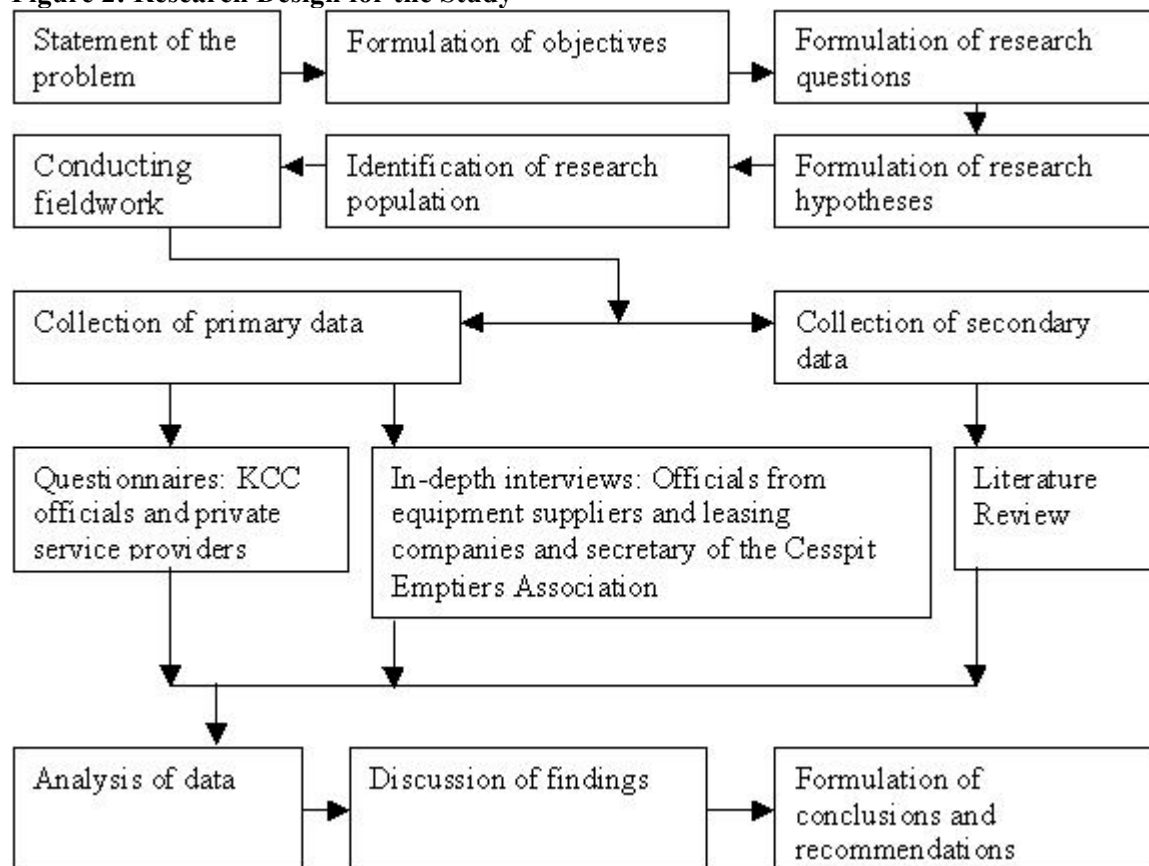 Figure 2: Research Design for the Study
Statement of the
problem
Formulation of objectives
Formulation of research
questions
Conducting
fieldwork
Identification of research
population
Formulation of research
hypotheses
Collection of primary data
Collection of secondary
data
Questionnaires: KCC
officials and private
service providers
In-depth interviews: Officials from
equipment suppliers and leasing
companies and secretary of the Cesspit
Emptiers Association
Literature
Review
Analysis of data
Discussion of findings
Formulation of
conclusions and
recommendations